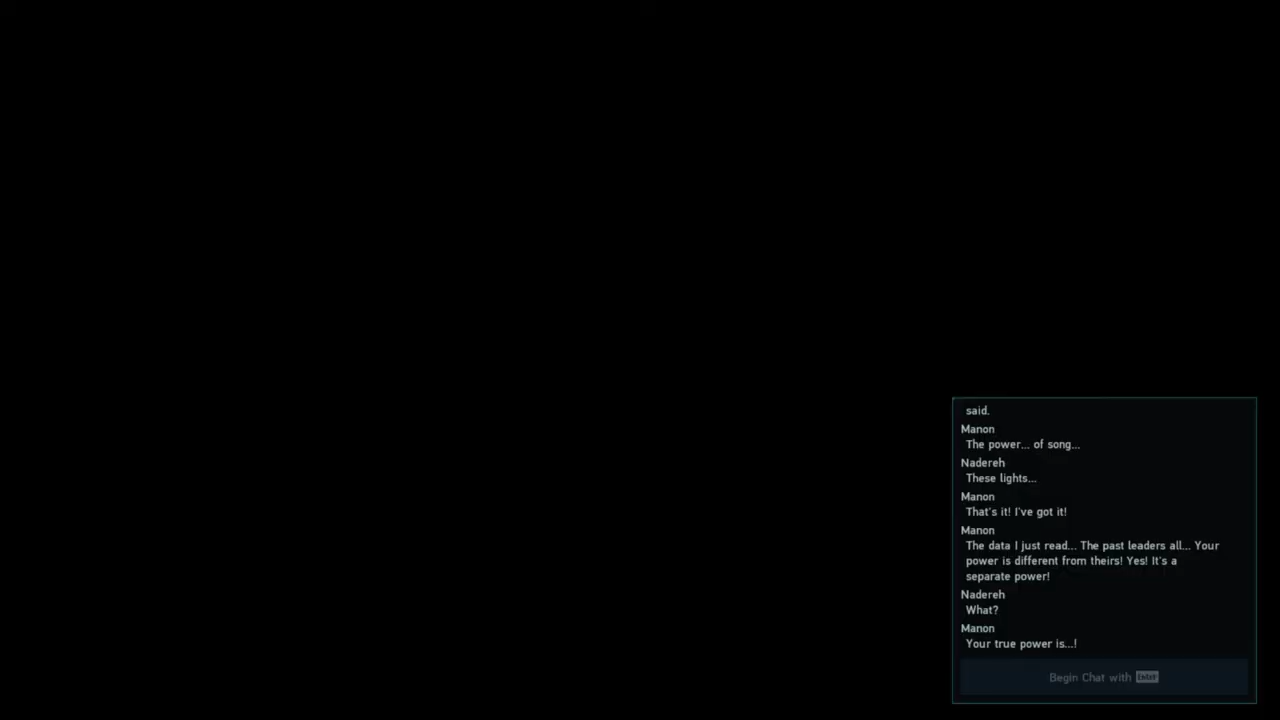 said.
Manon
The power... of song...
Nadereh
These lights...
Manon
That's it! I've got it!
Manon
The data I just read... The past leaders all... Your
power is different from theirs! Yes! It's a
separate power!
Nadereh
What?
Manon
Your true power is...!
Begin Chat with Enter